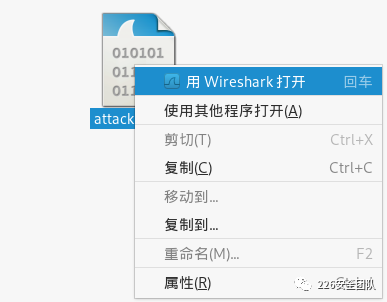 010101
011
011
attack
用 Wireshark 打开 回车
使用其他程序打开(A)
剪切(T) Ctrl+X
复制(C) Ctrl+C
移动到...
复制到...
重命名(M)... F2
属性(R)
226安全团队